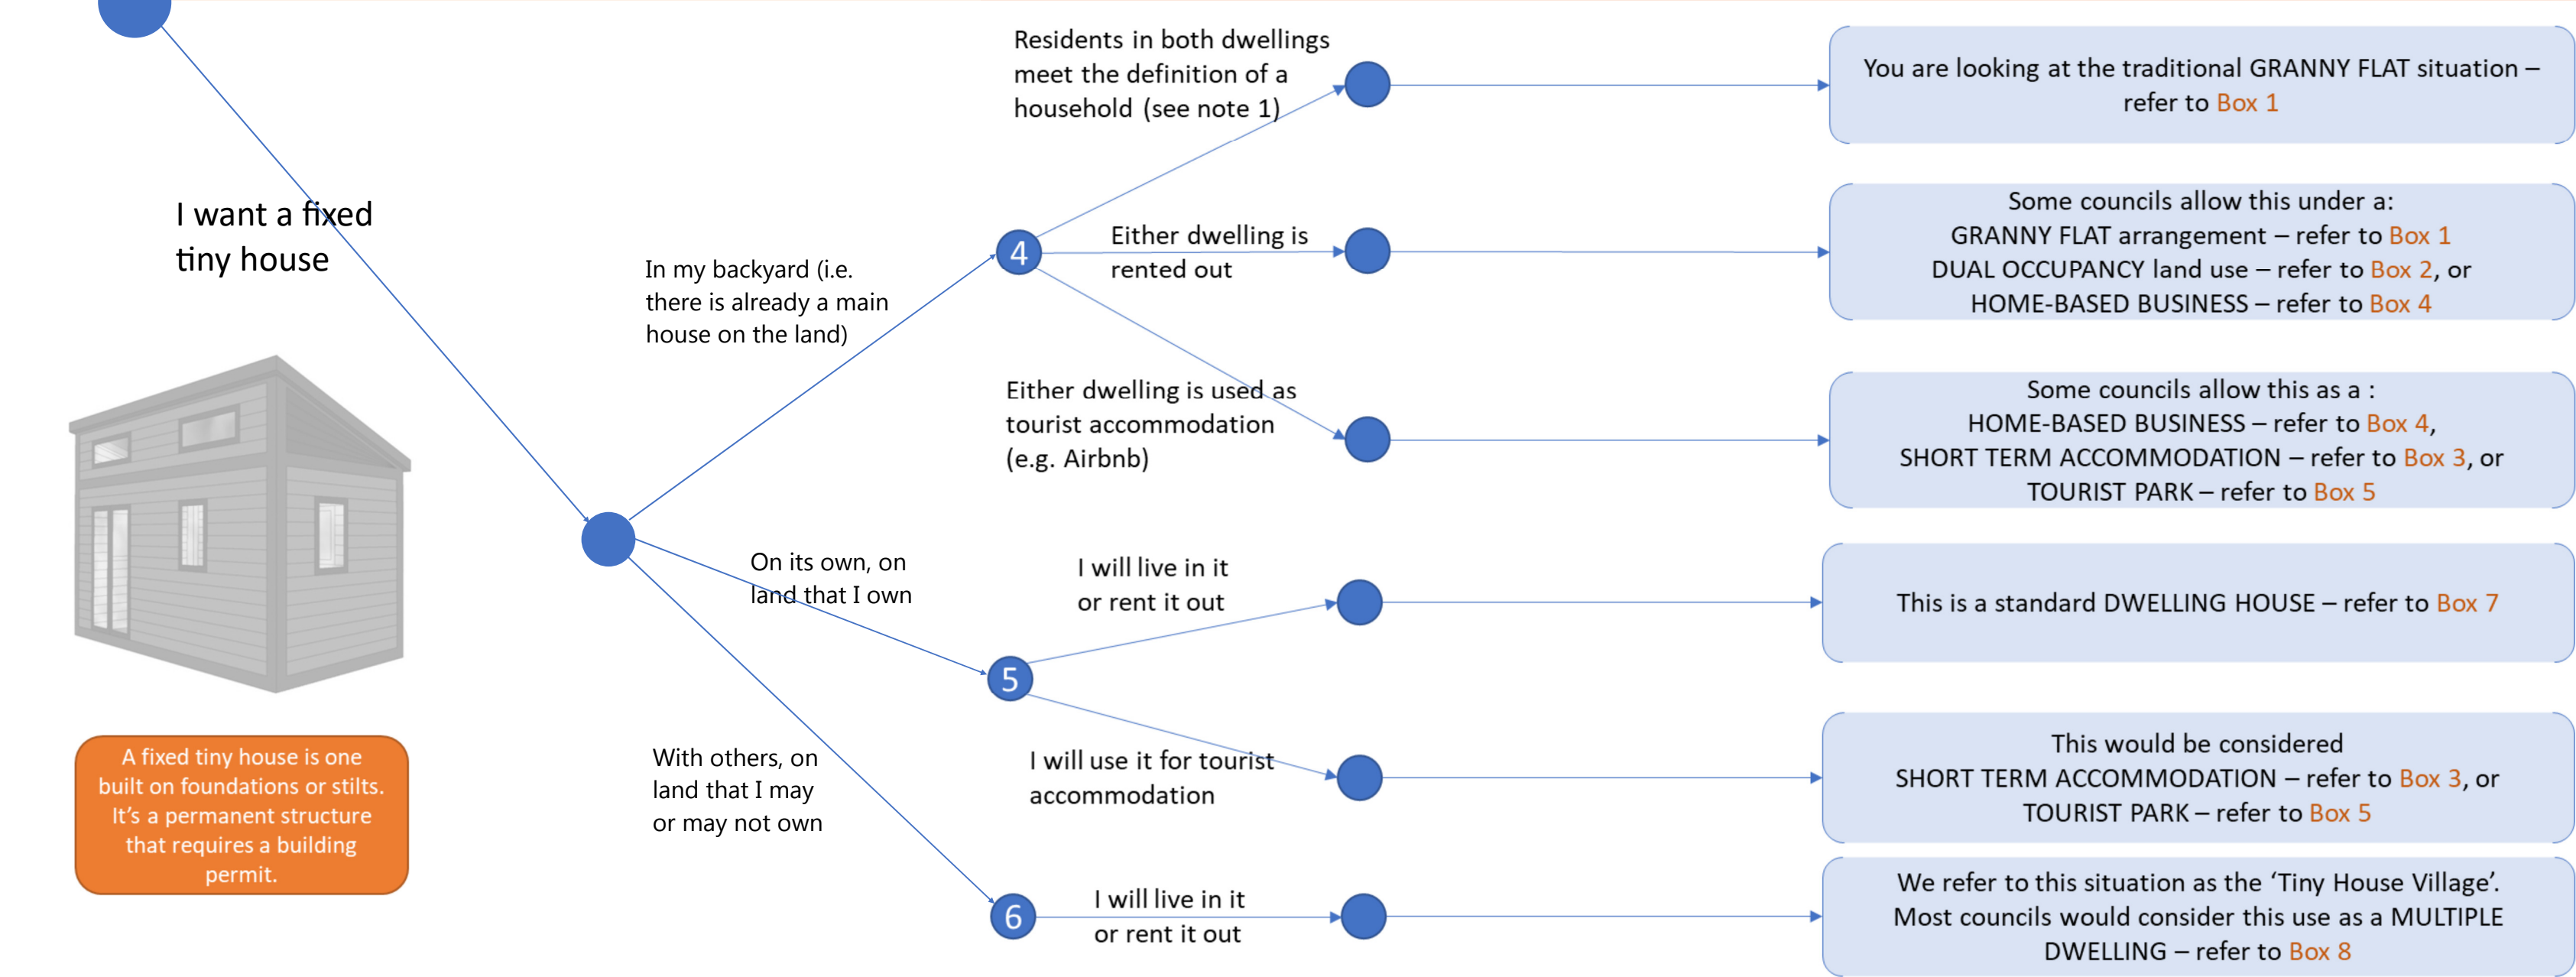 I want a fixed
tiny house
A fixed tiny house is one
built on foundations or stilts.
It’s a permanent structure
that requires a building
permit.
In my backyard (i.e.
there is already a main
house on the land)
4
Residents in both dwellings
meet the definition of a
household (see note 1)
You are looking at the traditional GRANNY FLAT situation –
refer to Box 1
Either dwelling is
rented out
Some councils allow this under a:
GRANNY FLAT arrangement – refer to Box 1
DUAL OCCUPANCY land use – refer to Box 2, or
HOME-BASED BUSINESS – refer to Box 4
Either dwelling is used as
tourist accommodation
(e.g. Airbnb)
Some councils allow this as a :
HOME-BASED BUSINESS – refer to Box 4,
SHORT TERM ACCOMMODATION – refer to Box 3, or
TOURIST PARK – refer to Box 5
On its own, on
land that I own
5
I will live in it
or rent it out
This is a standard DWELLING HOUSE – refer to Box 7
I will use it for tourist
accommodation
This would be considered
SHORT TERM ACCOMMODATION – refer to Box 3, or
TOURIST PARK – refer to Box 5
With others, on
land that I may
or may not own
6
I will live in it
or rent it out
We refer to this situation as the ‘Tiny House Village’.
Most councils would consider this use as a MULTIPLE
DWELLING – refer to Box 8